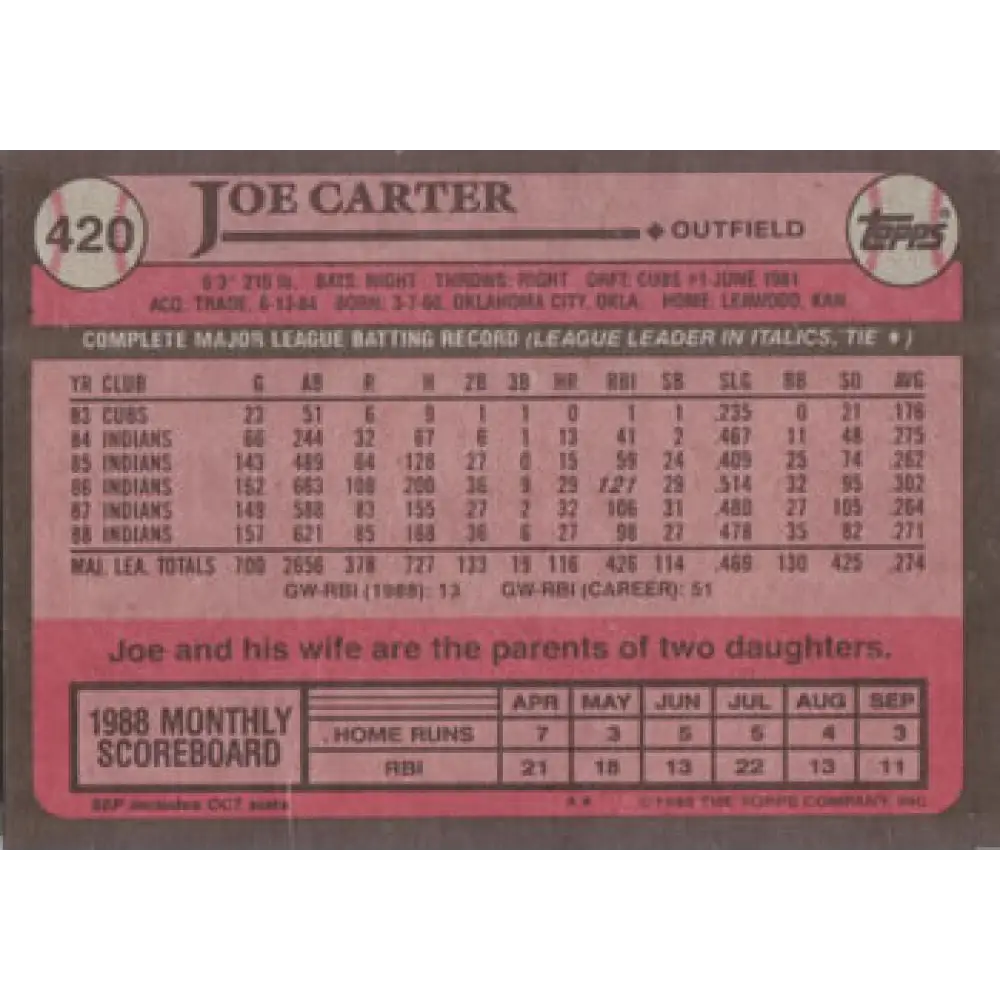 420
JOE CARTER
◆ OUTFIELD
TOPPS®
6'3" 215 lb. BATS: RIGHT THROWS: RIGHT DRFT: CUBS #1-JUNE 1981
ACQ: TRADE, 6-13-84 BORN: 3-7-60, OKLAHOMA CITY, OKLA. HOME: LEAWOOD, KAN.
COMPLETE MAJOR LEAGUE BATTING RECORD (LEAGUE LEADER IN ITALICS, TIE ♦)
YR CLUB G AB R H 2B 3B HR RBI SB SLG BB SO AVG
83 CUBS 23 51 6 9 1 1 0 1 1 .235 0 21 .176
84 INDIANS 66 244 32 67 6 1 13 41 2 .467 11 48 .275
85 INDIANS 143 489 64 128 27 0 15 59 24 .409 25 74 .262
86 INDIANS 162 663 108 200 36 9 29 121 29 .514 32 95 .302
87 INDIANS 149 588 83 155 27 2 32 106 31 .480 27 105 .264
88 INDIANS 157 621 85 168 36 6 27 98 27 .478 35 82 .271
MAJ. LEA. TOTALS 700 2656 378 727 133 19 116 426 114 .469 130 425 .274
GW-RBI (1988): 13 GW-RBI (CAREER): 51
Joe and his wife are the parents of two daughters.
1988 MONTHLY SCOREBOARD
APR MAY JUN JUL AUG SEP
HOME RUNS 7 3 5 5 4 3
RBI 21 18 13 22 13 11
SEP includes OCT stats
** © 1989 THE TOPPS COMPANY, INC.